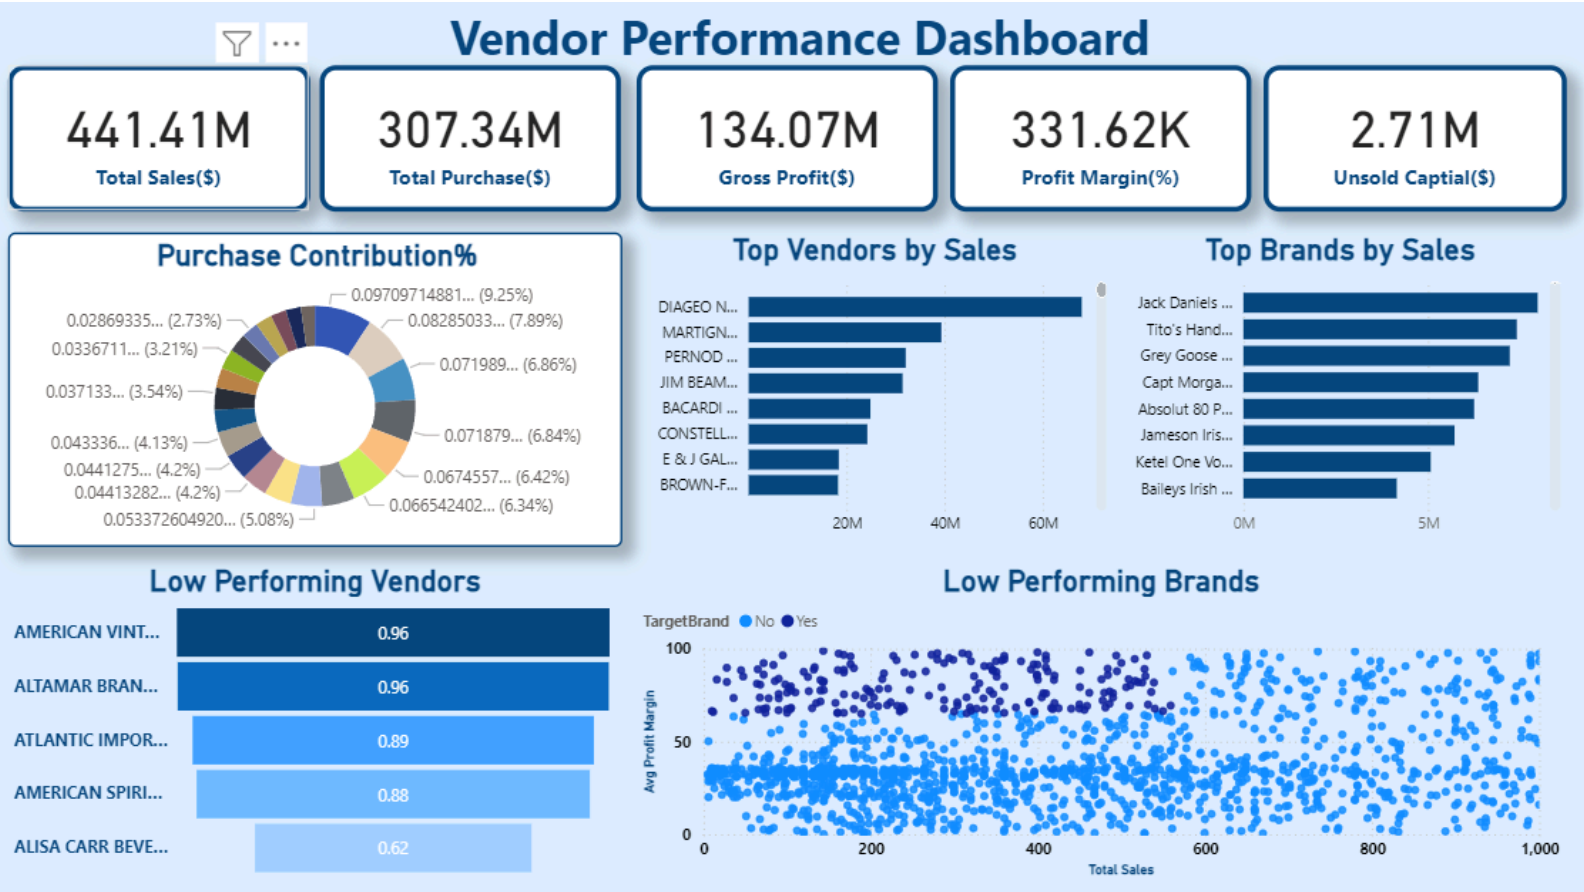 Vendor Performance Dashboard
441.41M
Total Sales($)
307.34M
Total Purchase($)
134.07M
Gross Profit($)
331.62K
Profit Margin(%)
2.71M
Unsold Captial($)
Purchase Contribution%
0.09709714881... (9.25%)
0.08285033... (7.89%)
0.071989... (6.86%)
0.071879... (6.84%)
0.0674557... (6.42%)
0.066542402... (6.34%)
0.053372604920... (5.08%)
0.04413282... (4.2%)
0.0441275... (4.2%)
0.043336... (4.13%)
0.037133... (3.54%)
0.0336711... (3.21%)
0.02869335... (2.73%)
Top Vendors by Sales
DIAGEO N...
MARTIGN...
PERNOD ...
JIM BEAM...
BACARDI ...
CONSTELL...
E & J GAL...
BROWN-F...
20M 40M 60M
Top Brands by Sales
Jack Daniels ...
Tito's Hand...
Grey Goose ...
Capt Morga...
Absolut 80 P...
Jameson Iris...
Ketel One Vo...
Baileys Irish ...
0M 5M
Low Performing Vendors
AMERICAN VINT... 0.96
ALTAMAR BRAN... 0.96
ATLANTIC IMPOR... 0.89
AMERICAN SPIRI... 0.88
ALISA CARR BEVE... 0.62
Low Performing Brands
TargetBrand No Yes
Avg Profit Margin
100
50
0
0 200 400 600 800 1,000
Total Sales